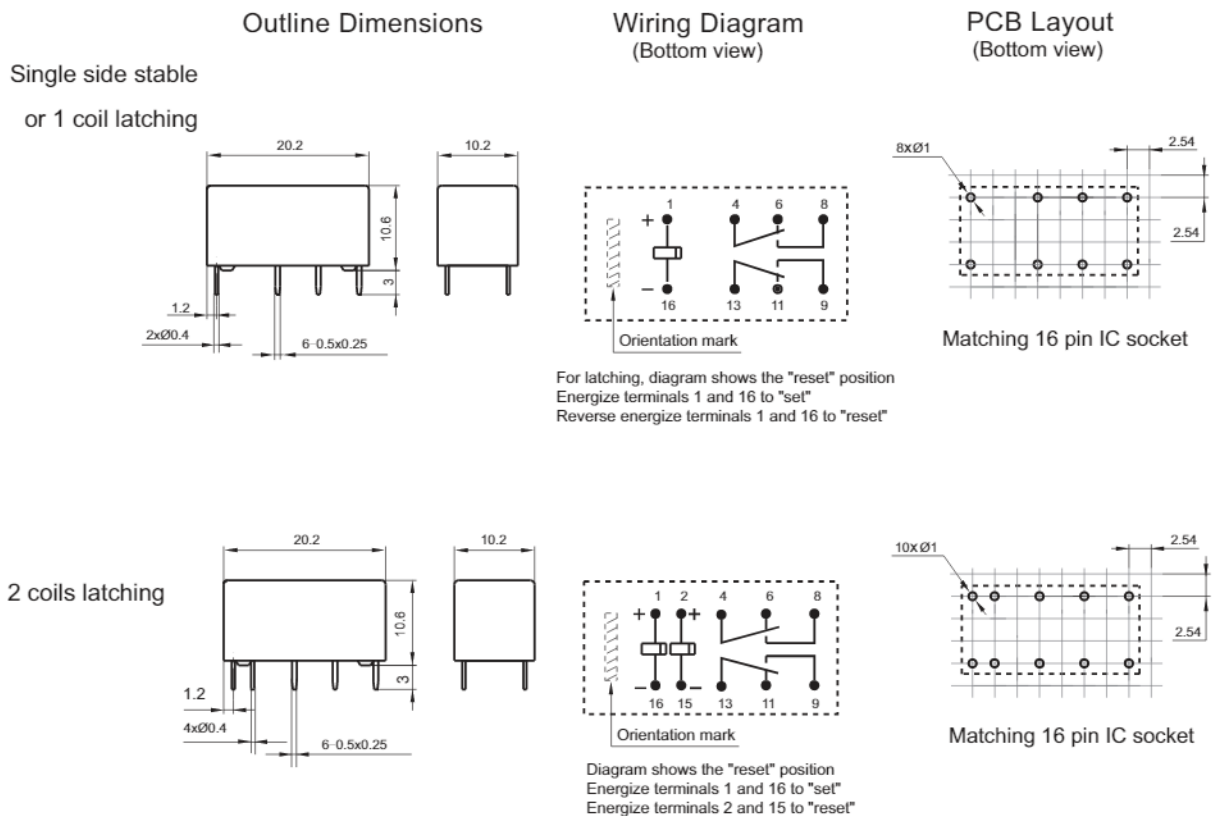 Outline Dimensions
Wiring Diagram
(Bottom view)
PCB Layout
(Bottom view)
Single side stable
or 1 coil latching
20.2
10.2
10.6
3
1.2
2xØ0.4
6-0.5x0.25
1 4 6 8
+
−
16 13 11 9
Orientation mark
For latching, diagram shows the "reset" position
Energize terminals 1 and 16 to "set"
Reverse energize terminals 1 and 16 to "reset"
8xØ1
2.54
2.54
Matching 16 pin IC socket
2 coils latching
20.2
10.2
10.6
3
1.2
4xØ0.4
6-0.5x0.25
1 2 4 6 8
+ +
− −
16 15 13 11 9
Orientation mark
Diagram shows the "reset" position
Energize terminals 1 and 16 to "set"
Energize terminals 2 and 15 to "reset"
10xØ1
2.54
2.54
Matching 16 pin IC socket